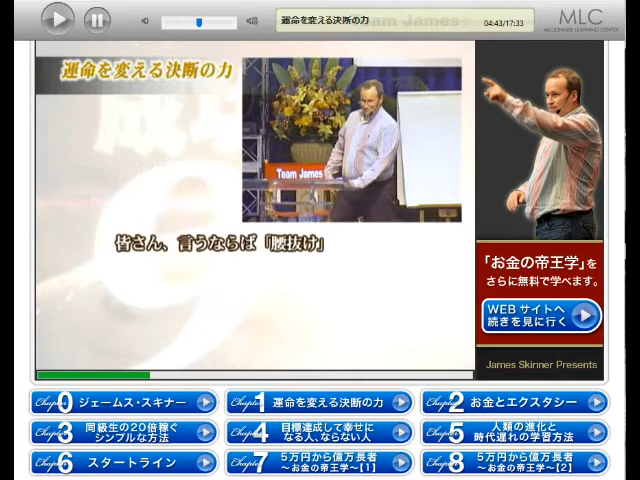 運命を変える決断の力
Team James
04:43/17:33
MLC
MILLIONAIRE LEARNING CENTER
運命を変える決断の力
Team James
皆さん、言うならば「腰抜け」
「お金の帝王学」を
さらに無料で学べます。
WEBサイトへ
続きを見に行く
James Skinner Presents
Chapter 0 ジェームス・スキナー
Chapter 1 運命を変える決断の力
Chapter 2 お金とエクスタシー
Chapter 3 同級生の20倍稼ぐ
シンプルな方法
Chapter 4 目標達成して幸せに
なる人、ならない人
Chapter 5 人類の進化と
時代遅れの学習方法
Chapter 6 スタートライン
Chapter 7 5万円から億万長者
～お金の帝王学～【1】
Chapter 8 5万円から億万長者
～お金の帝王学～【2】